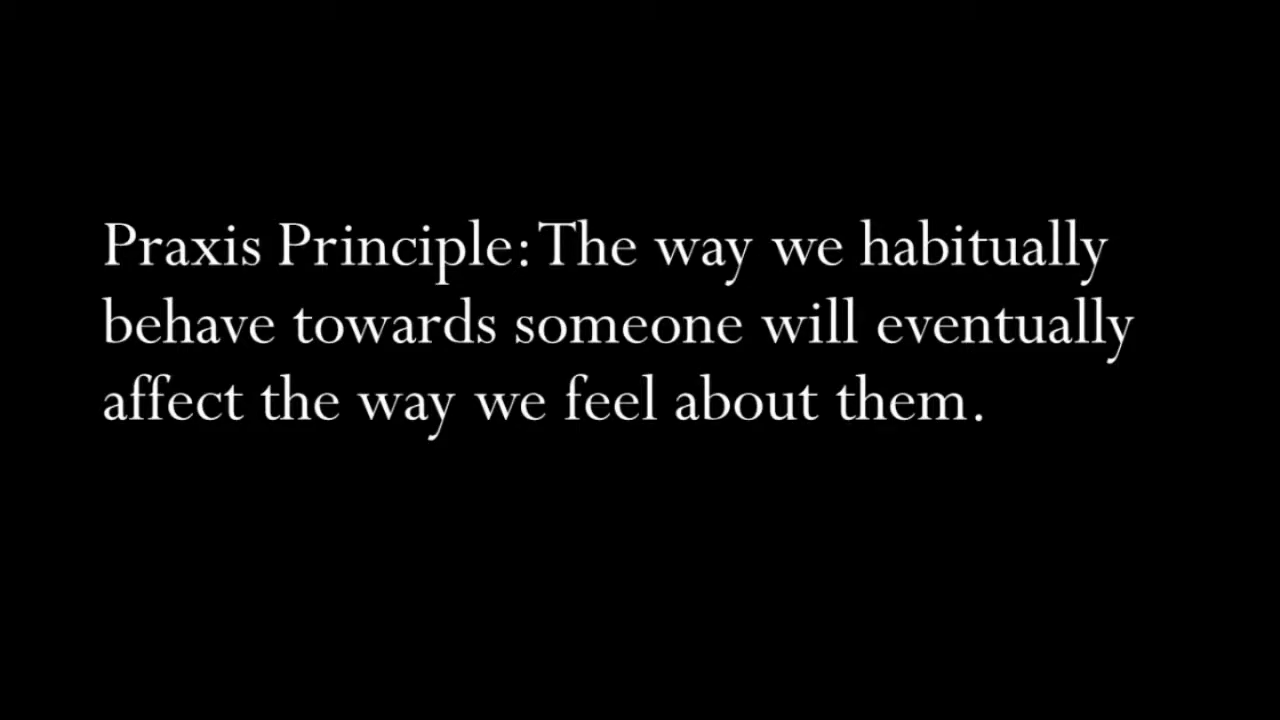 Praxis Principle: The way we habitually
behave towards someone will eventually
affect the way we feel about them.